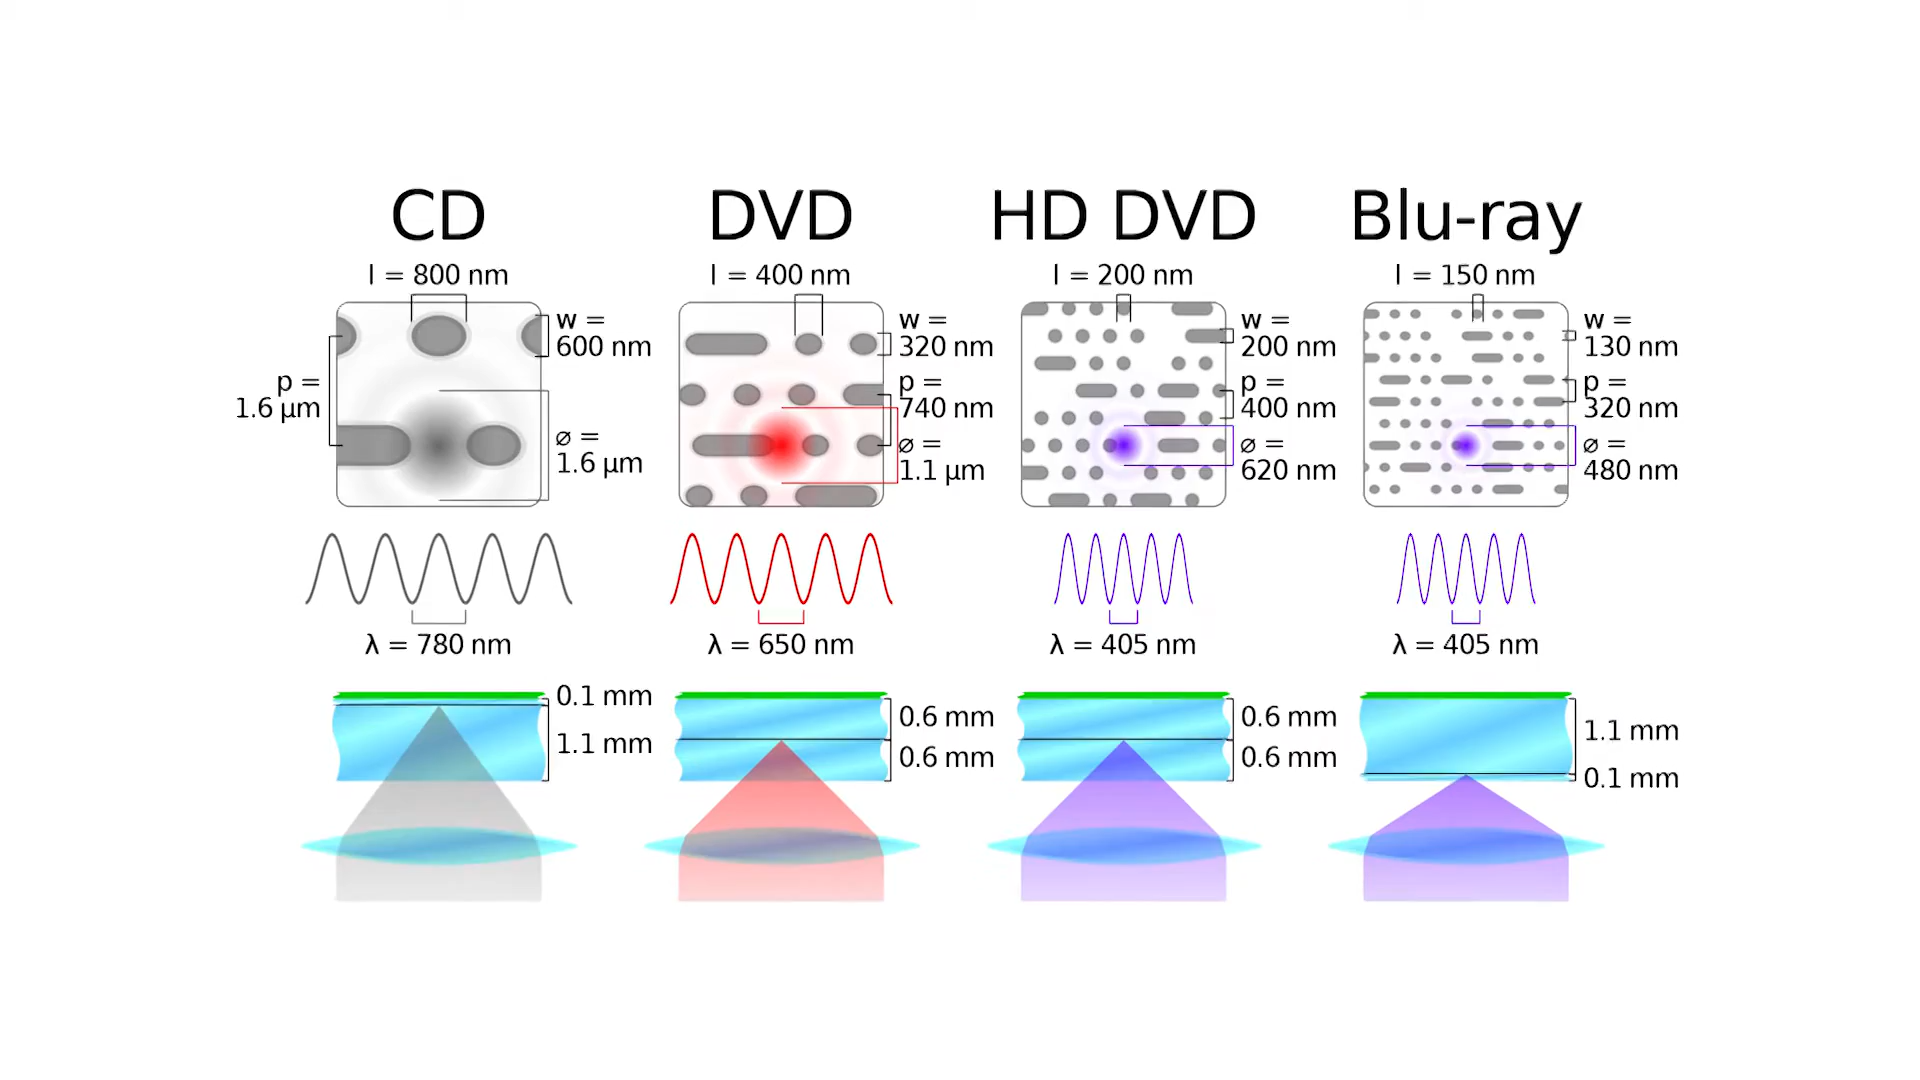 CD
l = 800 nm
w =
600 nm
p =
1.6 µm
⌀ =
1.6 µm
λ = 780 nm
0.1 mm
1.1 mm
DVD
l = 400 nm
w =
320 nm
p =
740 nm
⌀ =
1.1 µm
λ = 650 nm
0.6 mm
0.6 mm
HD DVD
l = 200 nm
w =
200 nm
p =
400 nm
⌀ =
620 nm
λ = 405 nm
0.6 mm
0.6 mm
Blu-ray
l = 150 nm
w =
130 nm
p =
320 nm
⌀ =
480 nm
λ = 405 nm
1.1 mm
0.1 mm